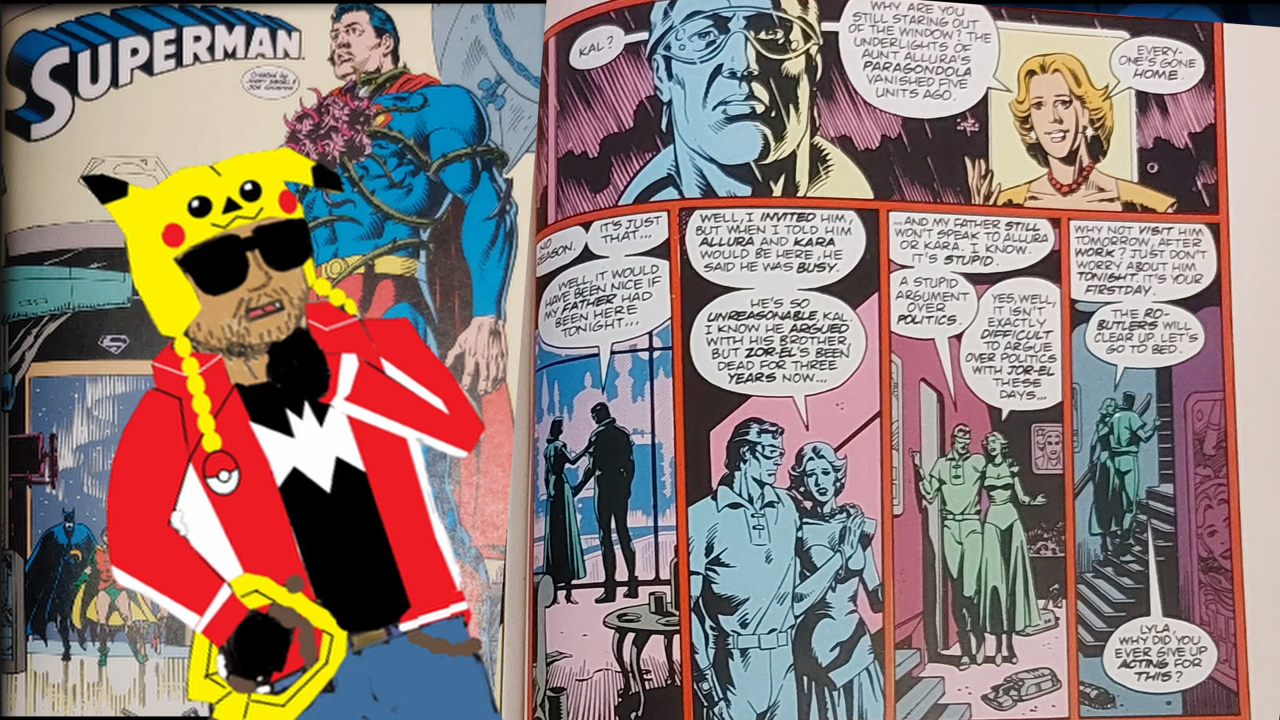 SUPERMAN
Created by
JERRY SIEGEL &
JOE SHUSTER
KAL?
WHY ARE YOU
STILL STARING OUT
OF THE WINDOW? THE
UNDERLIGHTS OF
AUNT ALLURA'S
PARAGONDOLA
VANISHED FIVE
UNITS AGO.
EVERY-
ONE'S GONE
HOME.
NO
REASON.
IT'S JUST
THAT...
WELL, IT WOULD
HAVE BEEN NICE IF
MY FATHER HAD
BEEN HERE
TONIGHT...
WELL, I INVITED HIM,
BUT WHEN I TOLD HIM
ALLURA AND KARA
WOULD BE HERE, HE
SAID HE WAS BUSY.
HE'S SO
UNREASONABLE, KAL.
I KNOW HE ARGUED
WITH HIS BROTHER,
BUT ZOR-EL'S BEEN
DEAD FOR THREE
YEARS NOW...
...AND MY FATHER STILL
WON'T SPEAK TO ALLURA
OR KARA. I KNOW.
IT'S STUPID.
A STUPID
ARGUMENT
OVER
POLITICS.
YES, WELL,
IT ISN'T
EXACTLY
DIFFICULT
TO ARGUE
OVER POLITICS
WITH JOR-EL
THESE
DAYS...
WHY NOT VISIT HIM
TOMORROW, AFTER
WORK? JUST DON'T
WORRY ABOUT HIM
TONIGHT. IT'S YOUR
FIRSTDAY.
THE RO-
BUTLERS WILL
CLEAR UP. LET'S
GO TO BED.
LYLA,
WHY DID YOU
EVER GIVE UP
ACTING FOR
THIS?